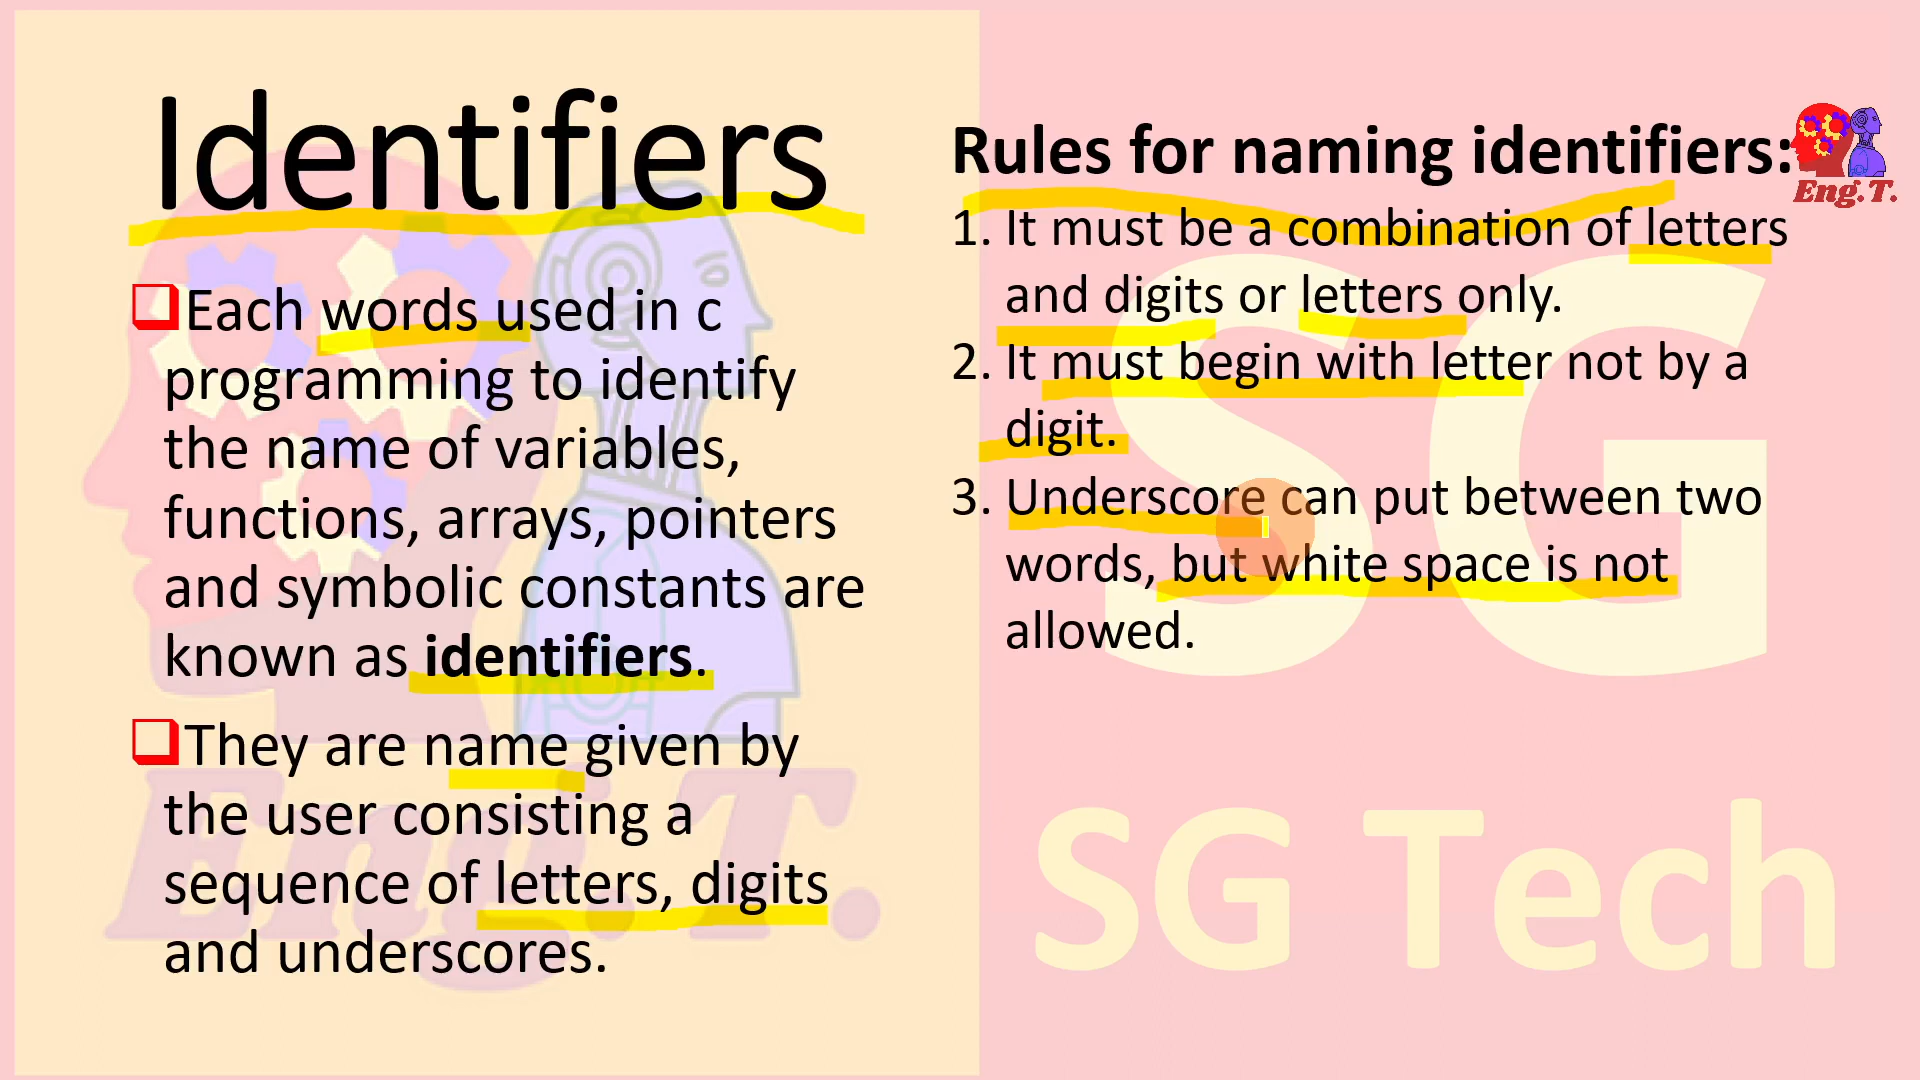 Identifiers
❑Each words used in c
programming to identify
the name of variables,
functions, arrays, pointers
and symbolic constants are
known as identifiers.
❑They are name given by
the user consisting a
sequence of letters, digits
and underscores.
Rules for naming identifiers:
1. It must be a combination of letters
and digits or letters only.
2. It must begin with letter not by a
digit.
3. Underscore can put between two
words, but white space is not
allowed.
Eng.T.
Eng.T.
SG
SG Tech